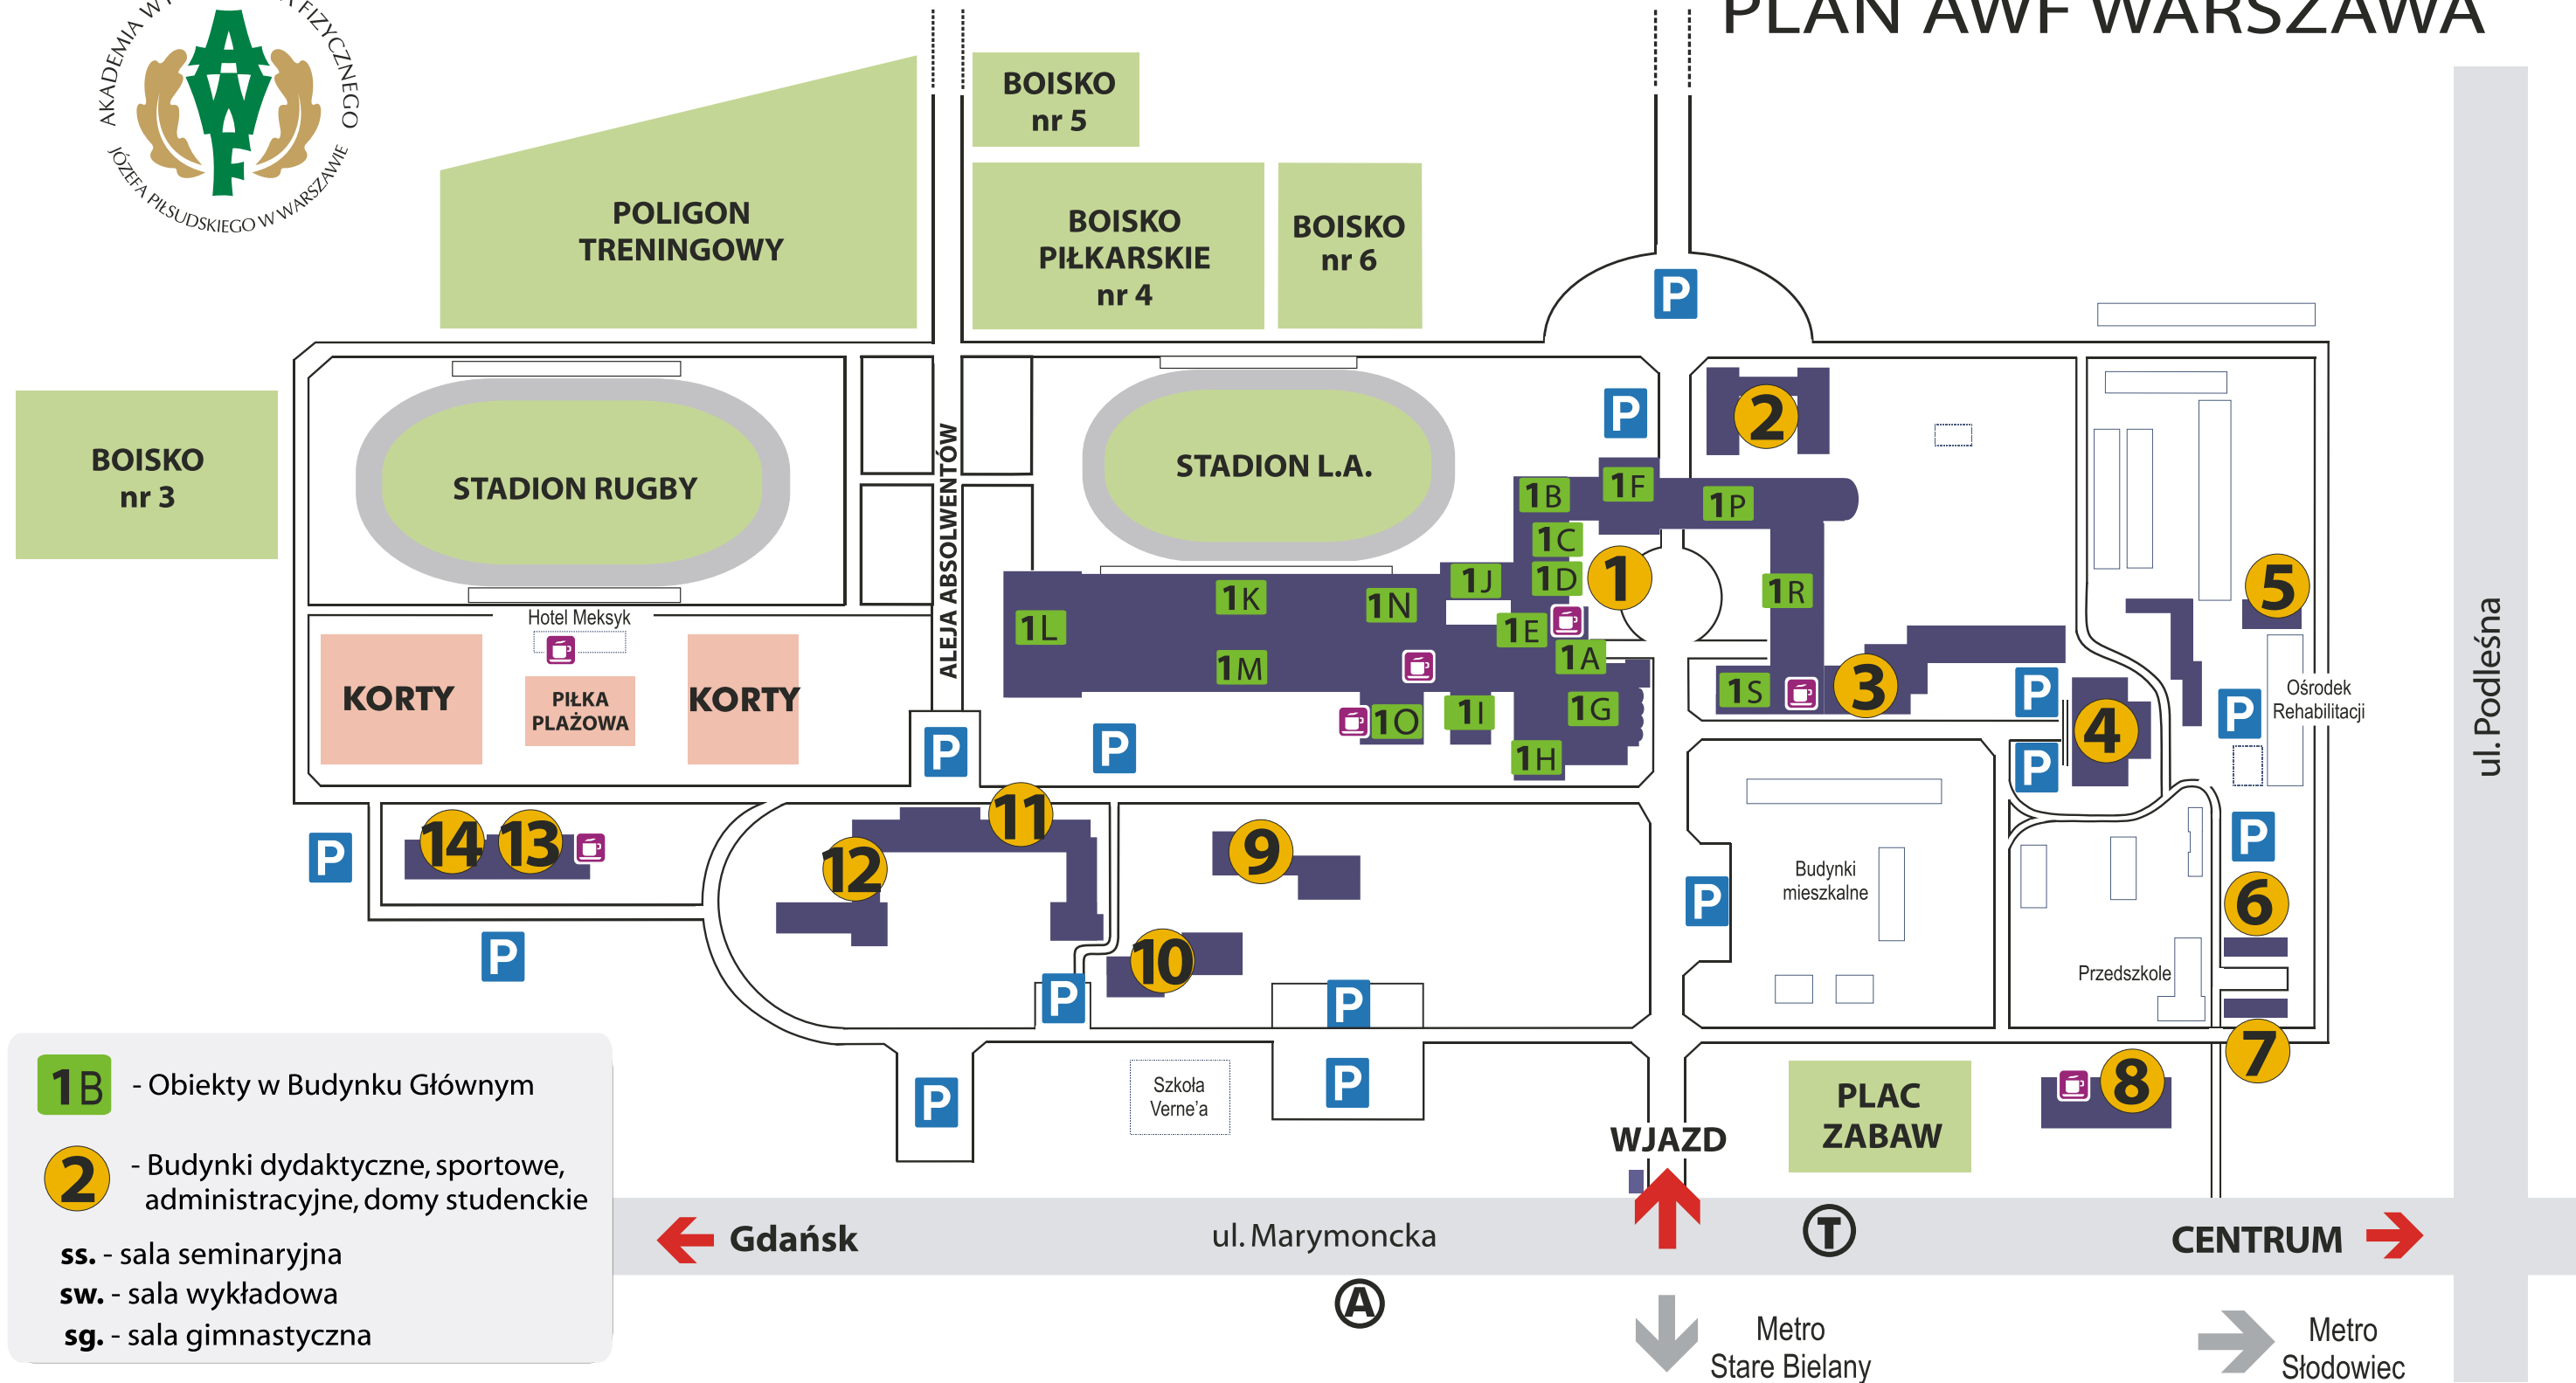 PLAN AWF WARSZAWA
FIZYCZNEGO
JÓZEFA PIŁSUDSKIEGO W WARSZAWIE
AWF
BOISKO
nr 5
POLIGON
TRENINGOWY
BOISKO
PIŁKARSKIE
nr 4
BOISKO
nr 6
P
P
2
BOISKO
nr 3
STADION RUGBY
ALEJA ABSOLWENTÓW
STADION L.A.
1B
1F
1P
1C
1D
1
1J
1K
1N
1L
1E
1A
1M
1R
5
ul. Podleśna
Hotel Meksyk
KORTY
PIŁKA
PLAŻOWA
KORTY
1O
1I
1G
1H
1S
3
P
4
P
P
Ośrodek
Rehabilitacji
P
P
14
13
P
12
11
9
10
P
P
P
P
P
P
Budynki
mieszkalne
P
P
6
Przedszkole
7
8
Szkoła
Verne'a
PLAC
ZABAW
WJAZD
1B
- Obiekty w Budynku Głównym
2
- Budynki dydaktyczne, sportowe,
administracyjne, domy studenckie
ss. - sala seminaryjna
sw. - sala wykładowa
sg. - sala gimnastyczna
Gdańsk
ul. Marymoncka
T
CENTRUM
A
Metro
Stare Bielany
Metro
Słodowiec